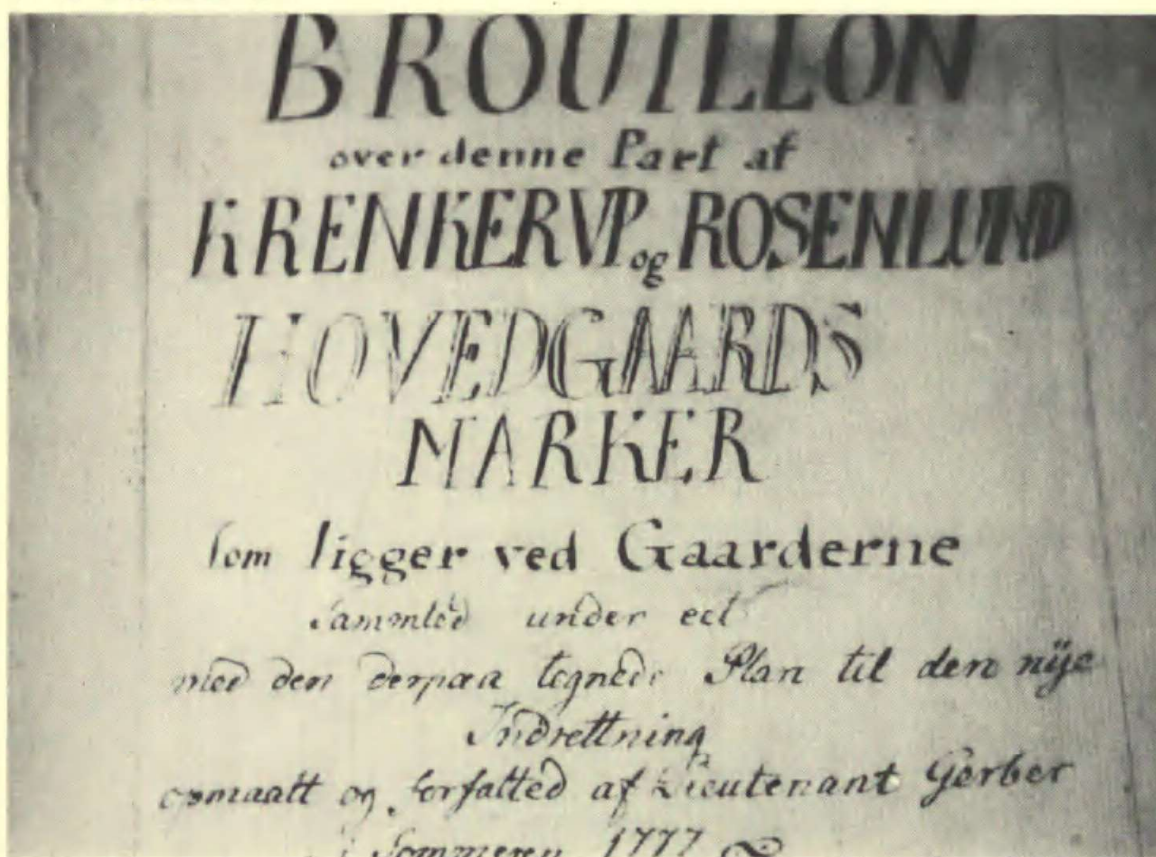 BROUILLON
over denne Part af
KRENKERUP og ROSENLUND
HOVEDGAARDS
MARKER
som ligger ved Gaarderne
Sammled under eet
med den derpaa tegnede Plan til den nÿe
Indrettning
opmaalt og forfatted af Lieutenant Gerber
i Sommeren 1777